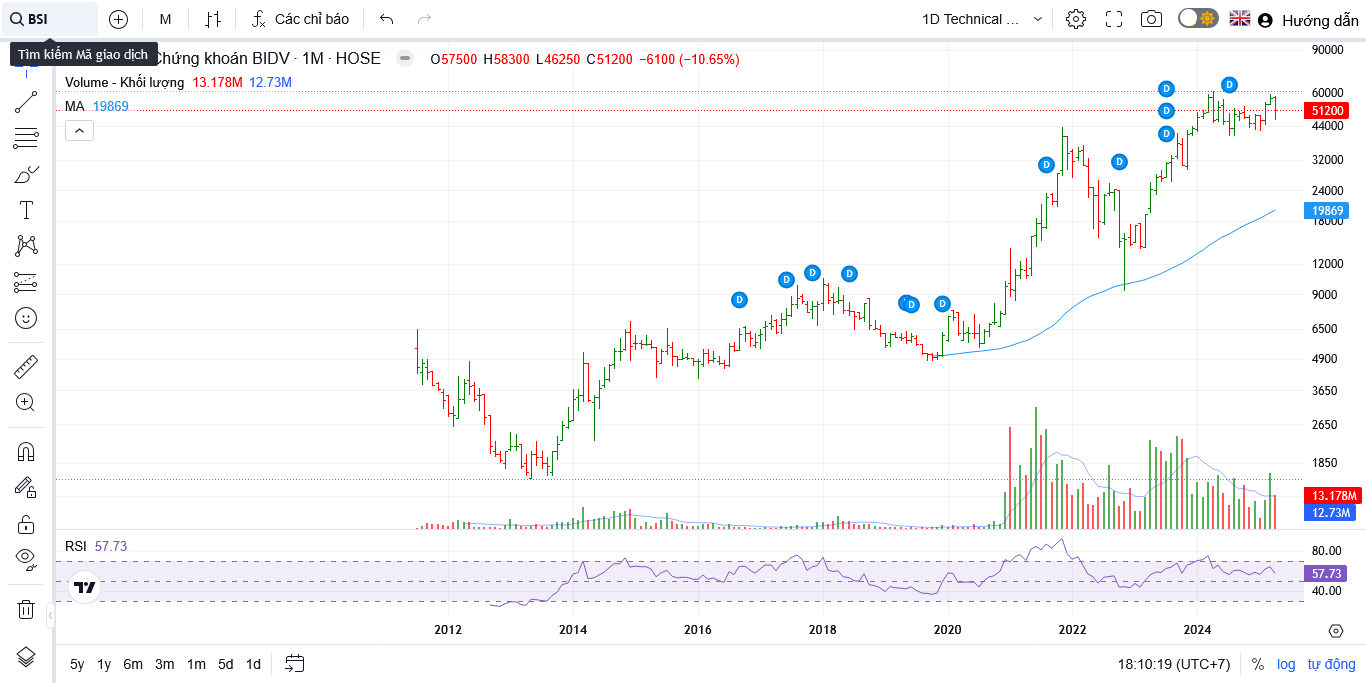 BSI
M
Các chỉ báo
1D Technical ...
Hướng dẫn
Tìm kiếm Mã giao dịch
Chứng khoán BIDV · 1M · HOSE
O57500 H58300 L46250 C51200 −6100 (−10.65%)
Volume - Khối lượng 13.178M 12.73M
MA 19869
90000
60000
51200
44000
32000
24000
19869
18000
12000
9000
6500
4900
3650
2650
1850
13.178M
12.73M
D
D
D
D
D
D
D
D
D
D
D
D
D
RSI 57.73
80.00
57.73
40.00
2012 2014 2016 2018 2020 2022 2024
5y 1y 6m 3m 1m 5d 1d
18:10:19 (UTC+7) % log tự động